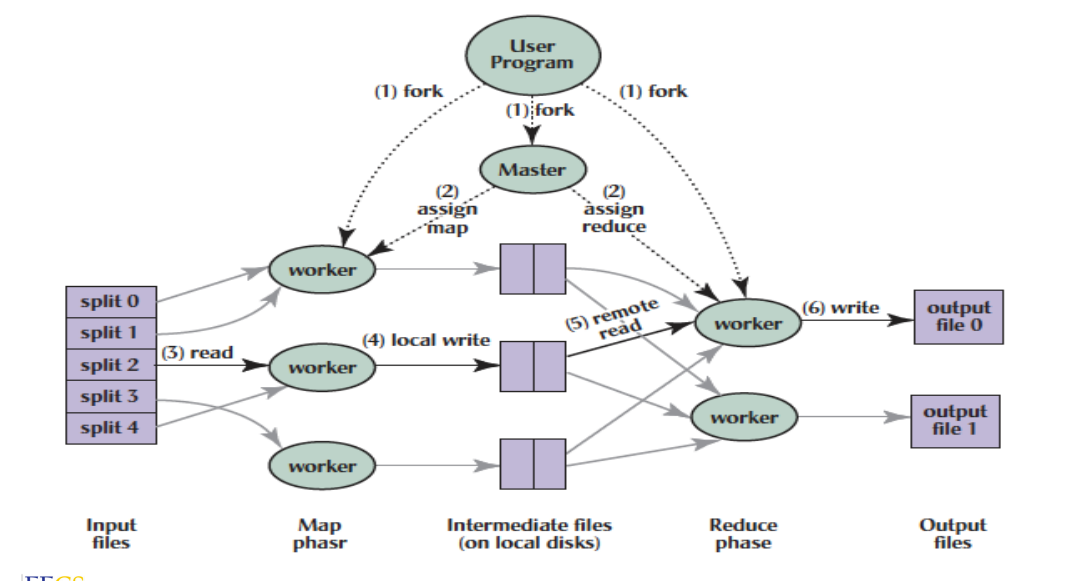 User
Program
(1) fork
(1) fork
(1) fork
Master
(2)
assign
map
(2)
assign
reduce
worker
split 0
split 1
split 2
split 3
split 4
(3) read
worker
(4) local write
worker
(5) remote
read
worker
(6) write
output
file 0
worker
output
file 1
Input
files
Map
phasr
Intermediate files
(on local disks)
Reduce
phase
Output
files